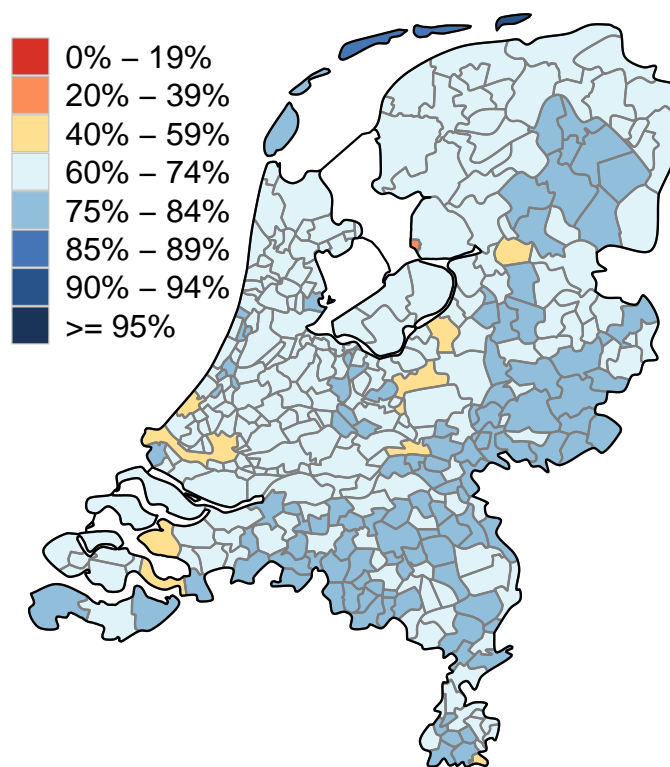 0% – 19%
20% – 39%
40% – 59%
60% – 74%
75% – 84%
85% – 89%
90% – 94%
>= 95%